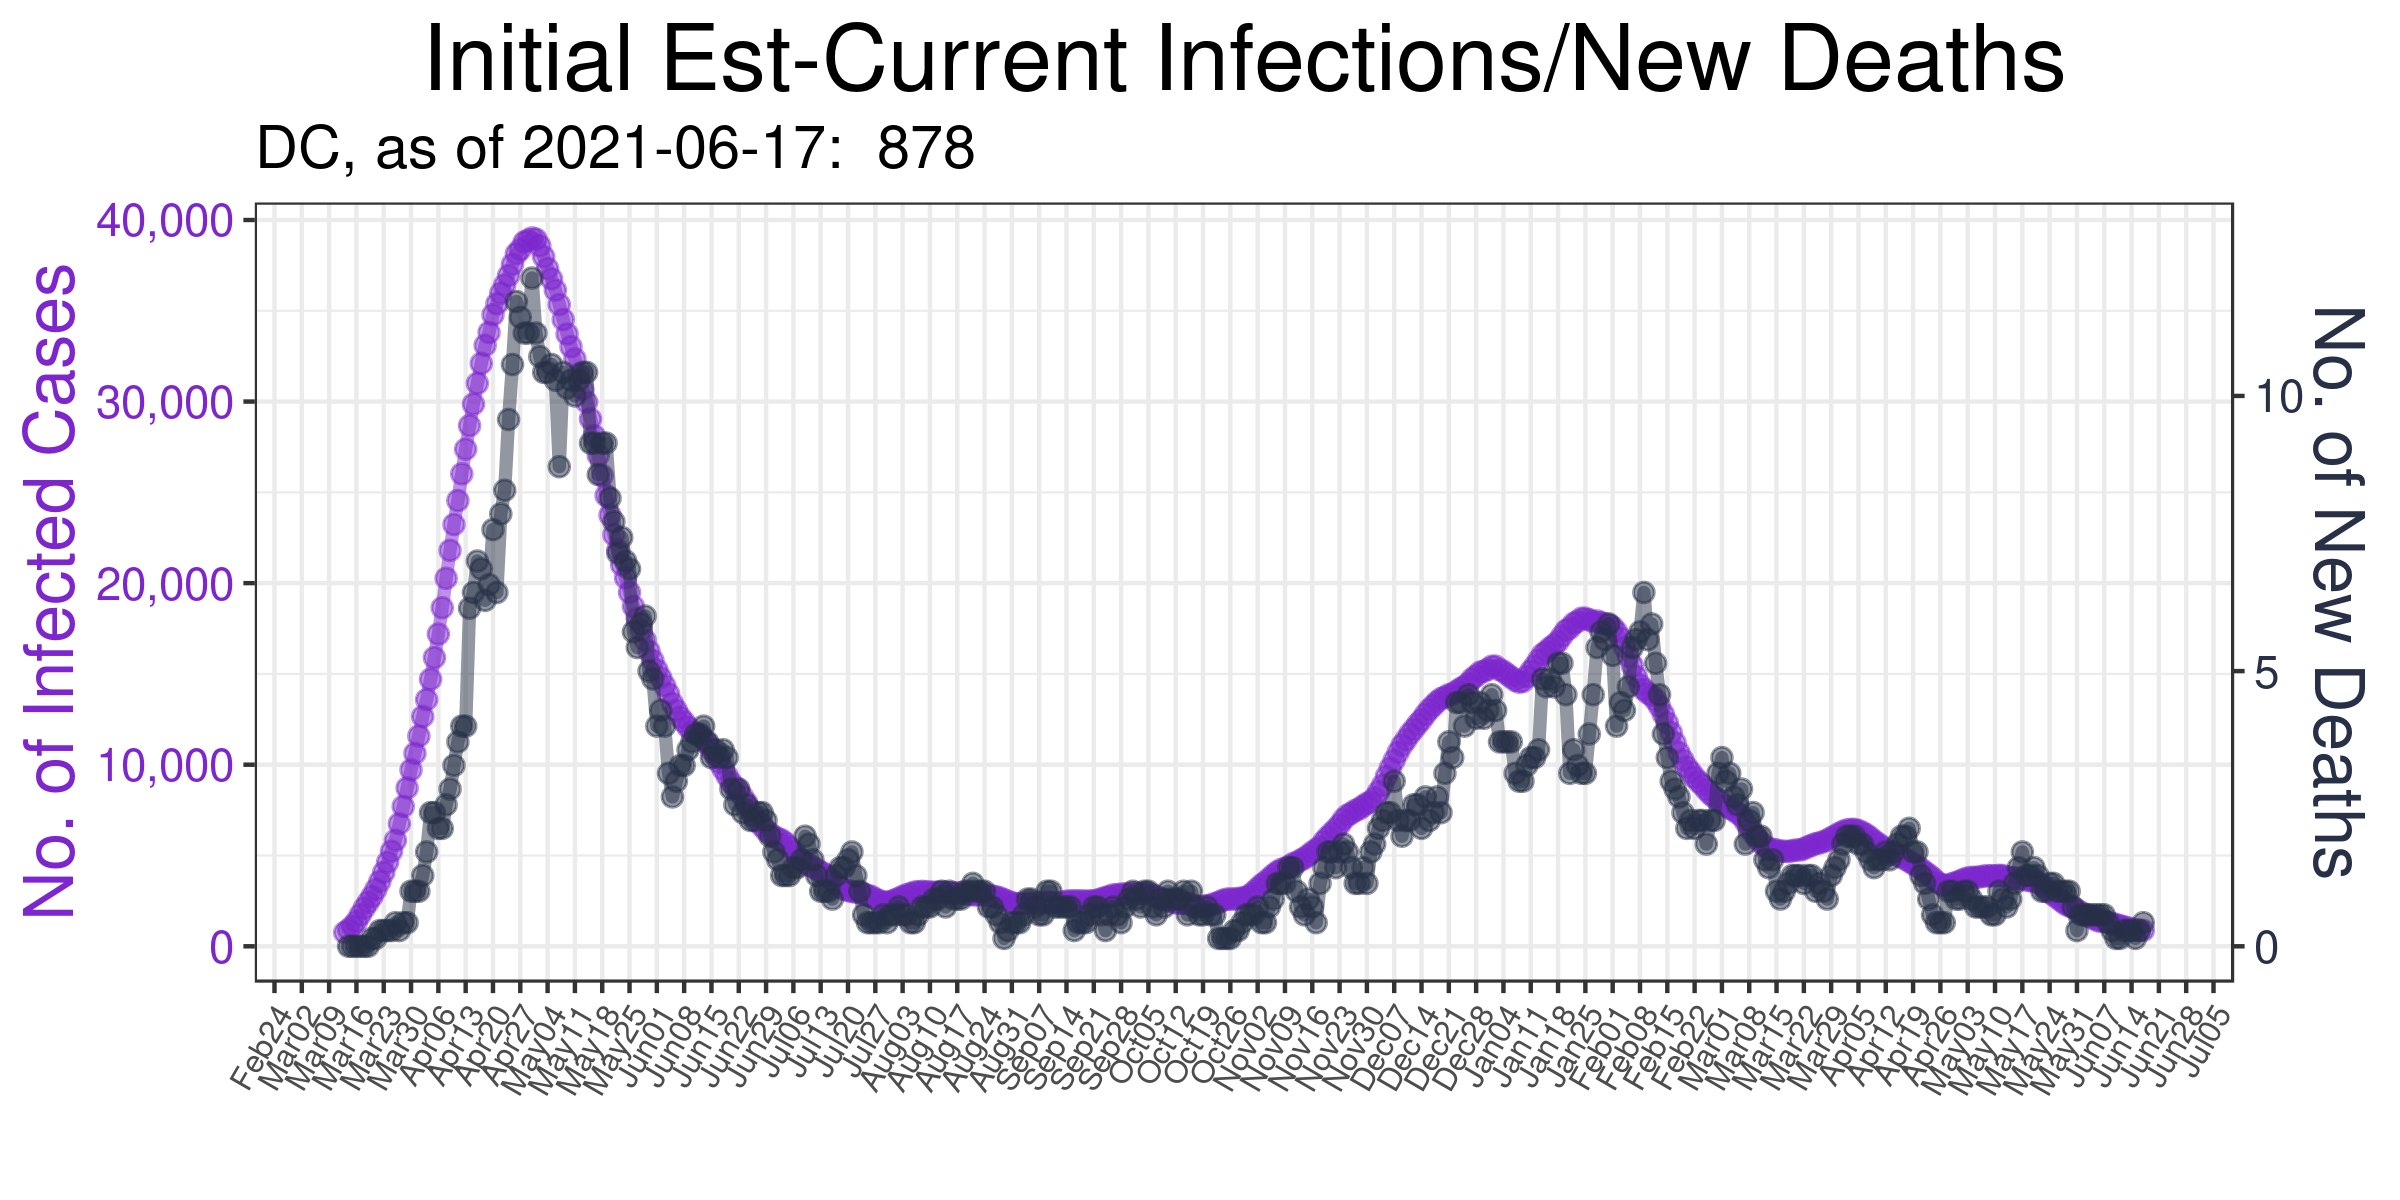 Initial Est-Current Infections/New Deaths
DC, as of 2021-06-17: 878
No. of Infected Cases
40,000
30,000
20,000
10,000
0
No. of New Deaths
10
5
0
Feb24
Mar02
Mar09
Mar16
Mar23
Mar30
Apr06
Apr13
Apr20
Apr27
May04
May11
May18
May25
Jun01
Jun08
Jun15
Jun22
Jun29
Jul06
Jul13
Jul20
Jul27
Aug03
Aug10
Aug17
Aug24
Aug31
Sep07
Sep14
Sep21
Sep28
Oct05
Oct12
Oct19
Oct26
Nov02
Nov09
Nov16
Nov23
Nov30
Dec07
Dec14
Dec21
Dec28
Jan04
Jan11
Jan18
Jan25
Feb01
Feb08
Feb15
Feb22
Mar01
Mar08
Mar15
Mar22
Mar29
Apr05
Apr12
Apr19
Apr26
May03
May10
May17
May24
May31
Jun07
Jun14
Jun21
Jun28
Jul05